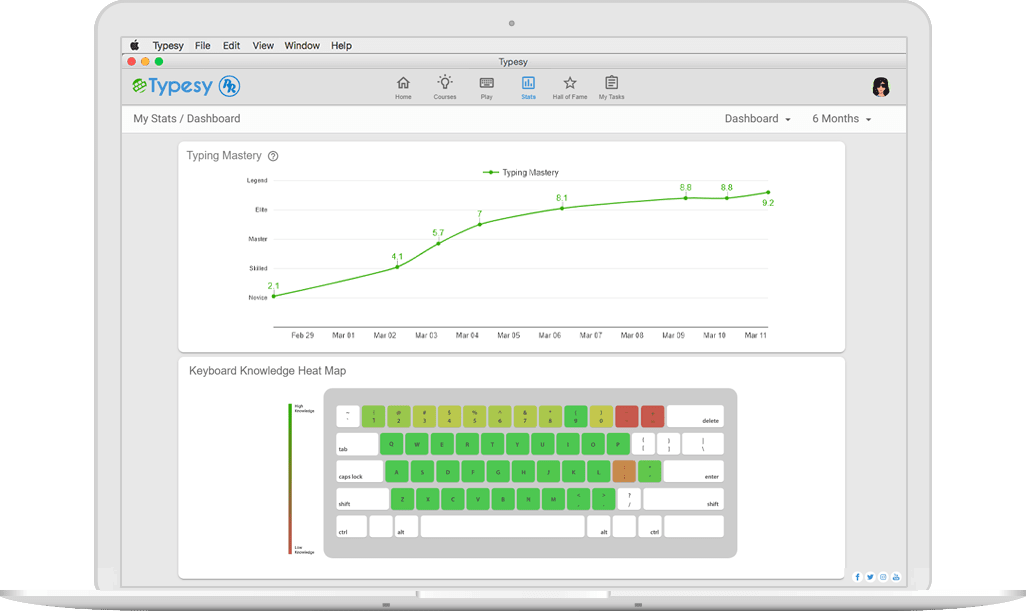 Typesy File Edit View Window Help
Typesy
Typesy
Home Courses Play Stats Hall of Fame My Tasks
My Stats / Dashboard Dashboard 6 Months
Typing Mastery ?
Typing Mastery
Legend
Elite
Master
Skilled
Novice
2.1 4.1 5.7 7 8.1 8.8 8.8 9.2
Feb 29 Mar 01 Mar 02 Mar 03 Mar 04 Mar 05 Mar 06 Mar 07 Mar 08 Mar 09 Mar 10 Mar 11
Keyboard Knowledge Heat Map
High
Knowledge
! @ # $ % ^ & * ( )
1 2 3 4 5 6 7 8 9 0 delete
tab Q W E R T Y U I O P { } |
[ ] \
caps lock A S D F G H J K L : "
; ' enter
shift Z X C V B N M < > ?
, . / shift
ctrl alt alt ctrl
Low
Knowledge